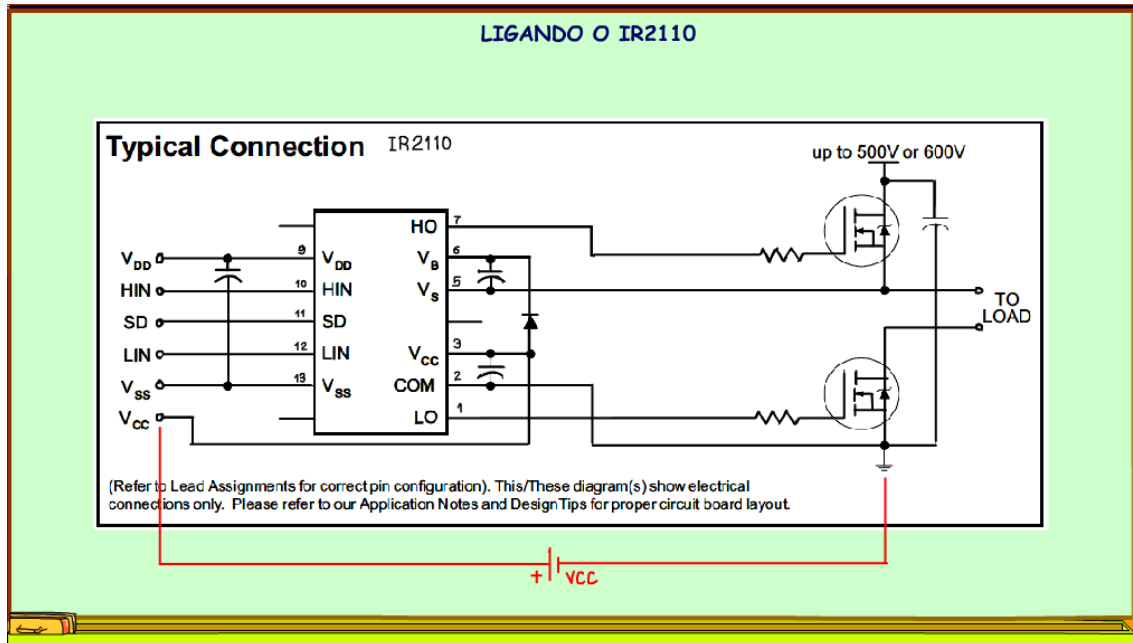 LIGANDO O IR2110
Typical Connection IR2110
up to 500V or 600V
HO 7
VDD 9 VDD VB 6
HIN 10 HIN VS 5
SD 11 SD
LIN 12 LIN VCC 3
VSS 13 VSS COM 2
VCC LO 1
TO
LOAD
(Refer to Lead Assignments for correct pin configuration). This/These diagram(s) show electrical
connections only. Please refer to our Application Notes and DesignTips for proper circuit board layout.
+ VCC